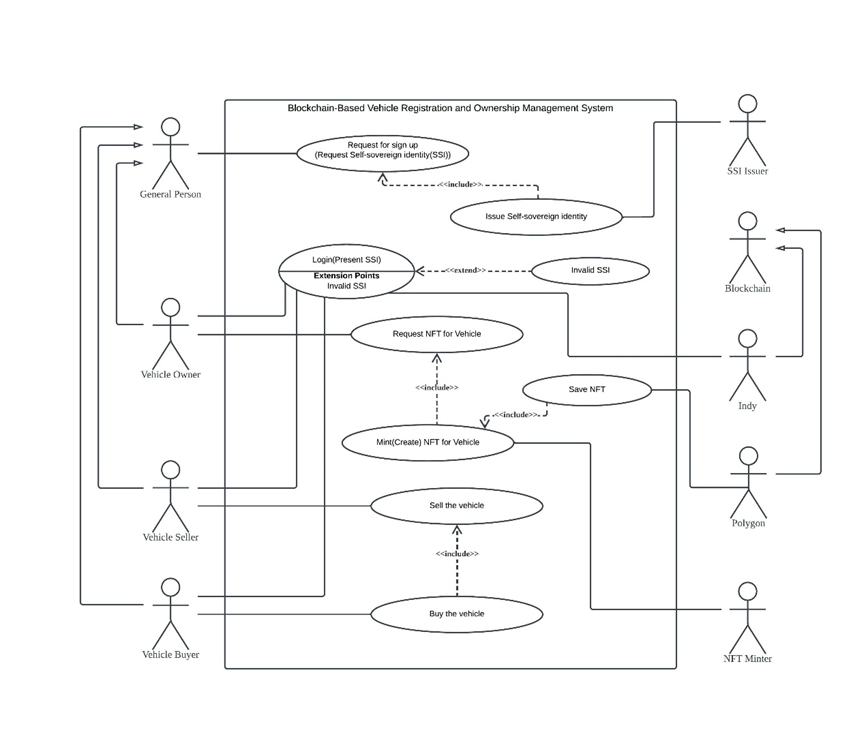 Blockchain-Based Vehicle Registration and Ownership Management System
Request for sign up
(Request Self-sovereign identity(SSI))
General Person
SSI Issuer
<<include>>
Issue Self-sovereign identity
Login(Present SSI)
Extension Points
Invalid SSI
<<extend>>
Invalid SSI
Blockchain
Request NFT for Vehicle
Vehicle Owner
<<include>>
Save NFT
Indy
<<include>>
Mint(Create) NFT for Vehicle
Sell the vehicle
Vehicle Seller
Polygon
<<include>>
Buy the vehicle
Vehicle Buyer
NFT Minter